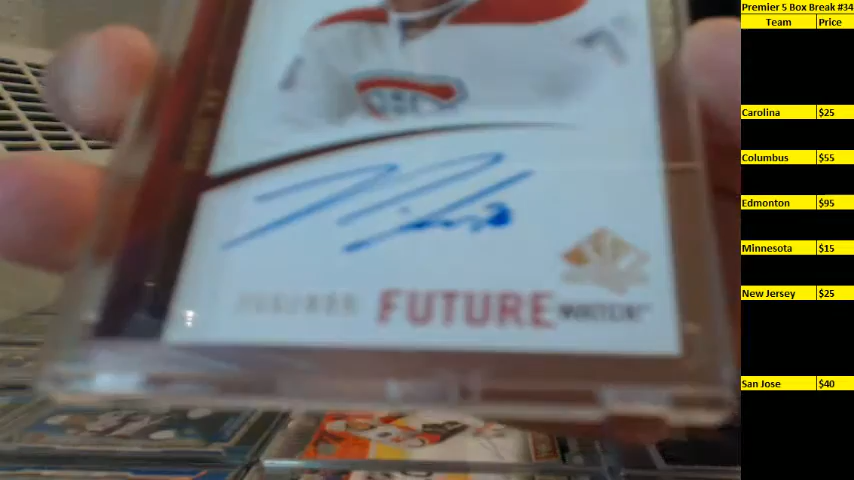 Premier 5 Box Break #34
Team Price
Carolina $25
Columbus $55
Edmonton $95
Minnesota $15
New Jersey $25
San Jose $40
FUTURE WATCH